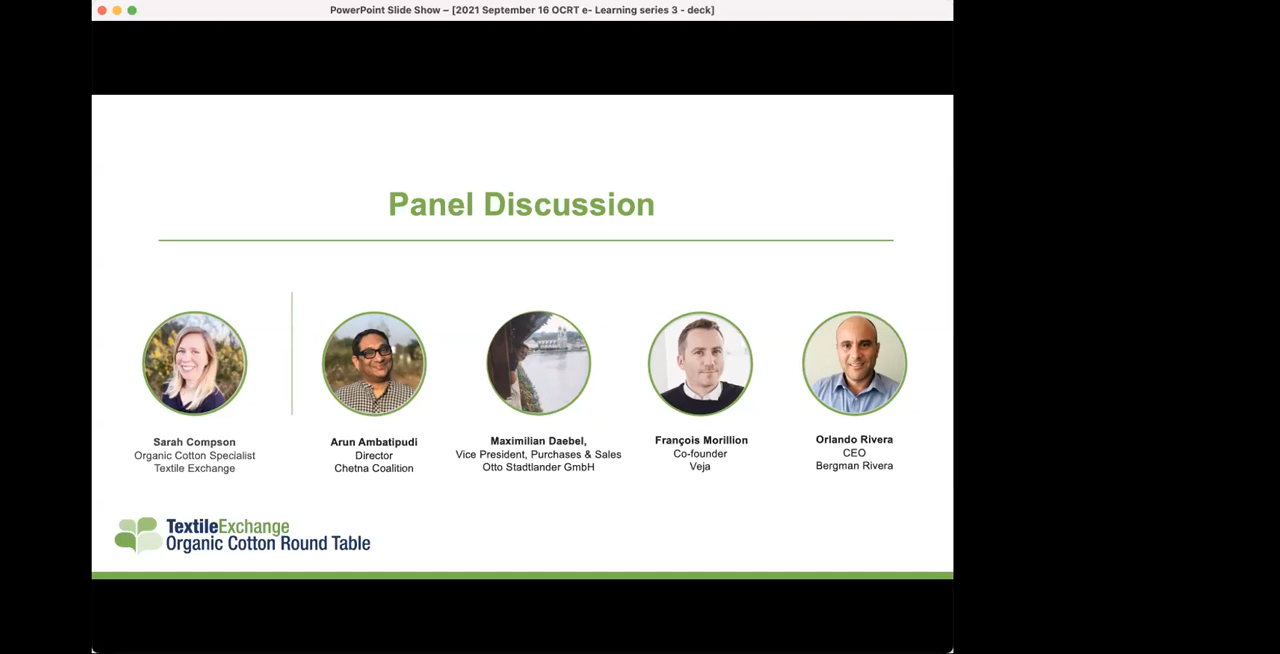 PowerPoint Slide Show – [2021 September 16 OCRT e- Learning series 3 - deck]
Panel Discussion
Sarah Compson
Organic Cotton Specialist
Textile Exchange
Arun Ambatipudi
Director
Chetna Coalition
Maximilian Daebel,
Vice President, Purchases & Sales
Otto Stadtlander GmbH
François Morillion
Co-founder
Veja
Orlando Rivera
CEO
Bergman Rivera
TextileExchange
Organic Cotton Round Table